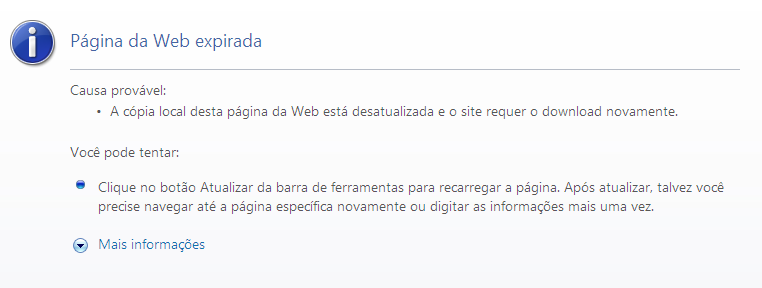 Página da Web expirada
Causa provável:
• A cópia local desta página da Web está desatualizada e o site requer o download novamente.
Você pode tentar:
Clique no botão Atualizar da barra de ferramentas para recarregar a página. Após atualizar, talvez você
precise navegar até a página específica novamente ou digitar as informações mais uma vez.
Mais informações